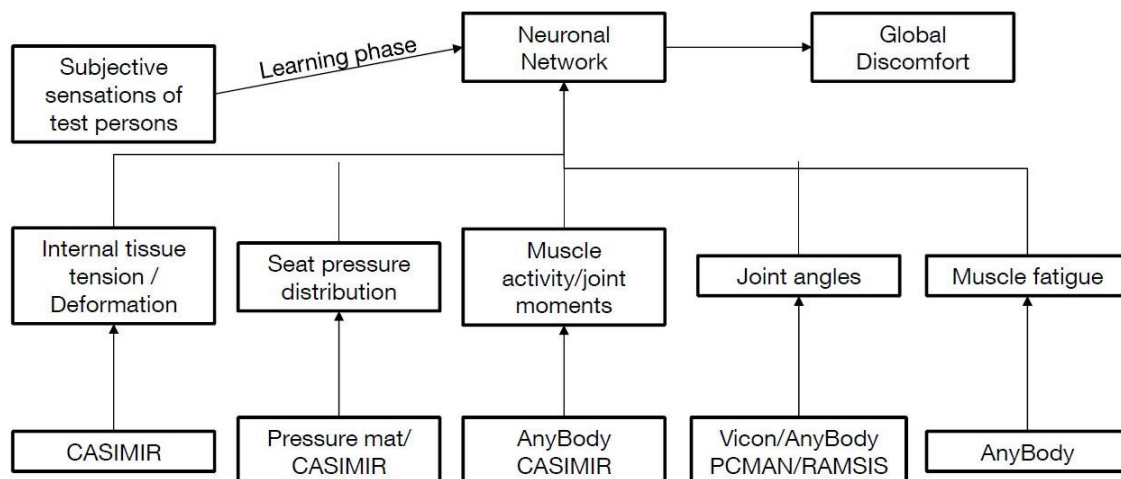 Subjective
sensations of
test persons
Learning phase
Neuronal
Network
Global
Discomfort
Internal tissue
tension /
Deformation
Seat pressure
distribution
Muscle
activity/joint
moments
Joint angles
Muscle fatigue
CASIMIR
Pressure mat/
CASIMIR
AnyBody
CASIMIR
Vicon/AnyBody
PCMAN/RAMSIS
AnyBody